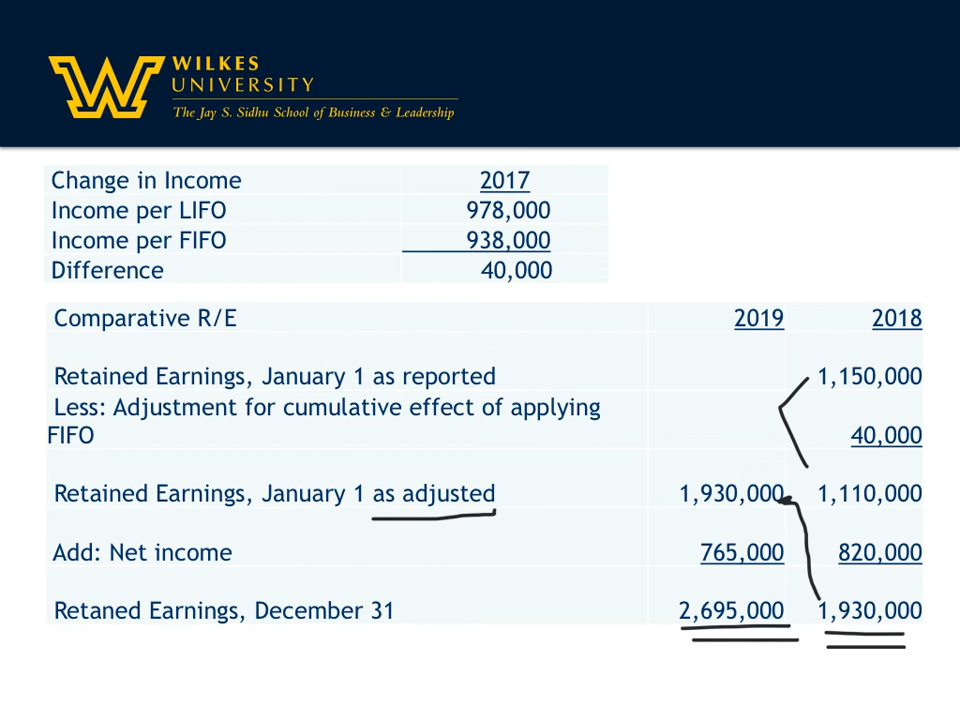 WILKES
UNIVERSITY
The Jay S. Sidhu School of Business & Leadership
Change in Income 2017
Income per LIFO 978,000
Income per FIFO 938,000
Difference 40,000
Comparative R/E 2019 2018
Retained Earnings, January 1 as reported 1,150,000
Less: Adjustment for cumulative effect of applying
FIFO 40,000
Retained Earnings, January 1 as adjusted 1,930,000 1,110,000
Add: Net income 765,000 820,000
Retaned Earnings, December 31 2,695,000 1,930,000